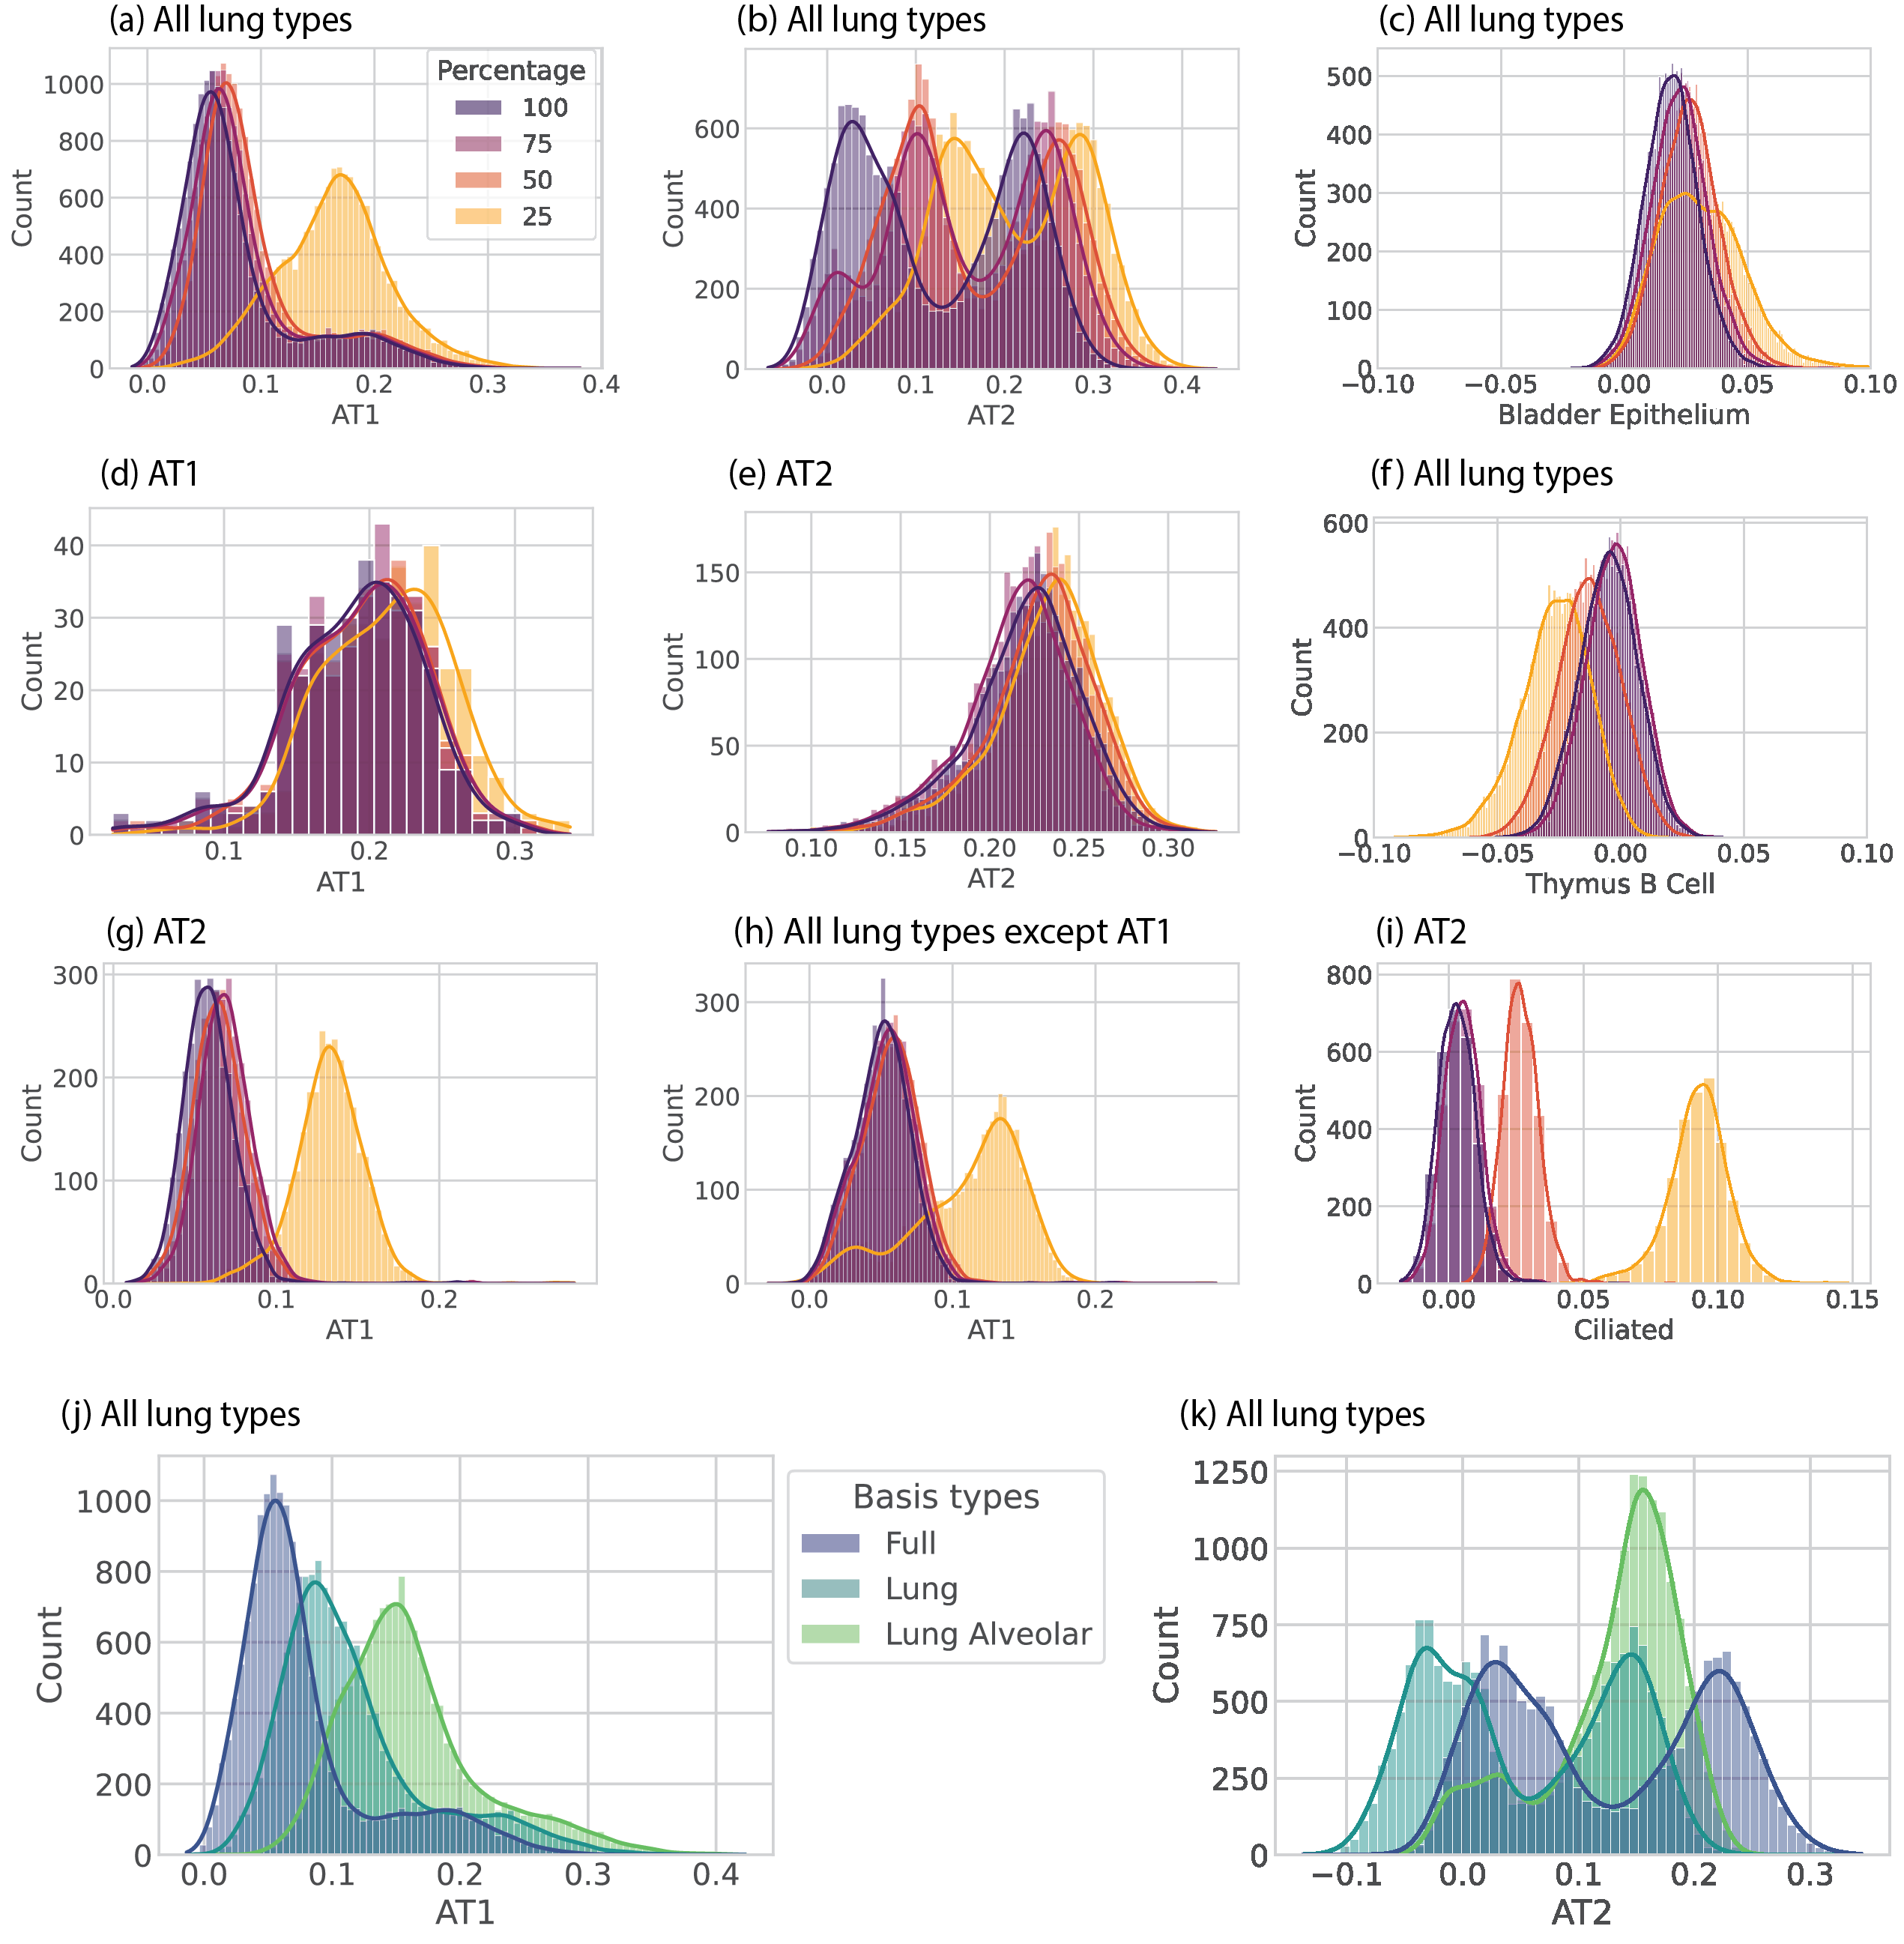 (a) All lung types
(b) All lung types
(c) All lung types
Percentage
100
75
50
25
1000
800
600
400
200
0
Count
0.0 0.1 0.2 0.3 0.4
AT1
600
400
200
0
Count
0.0 0.1 0.2 0.3 0.4
AT2
500
400
300
200
100
0
Count
−0.10 −0.05 0.00 0.05 0.10
Bladder Epithelium
(d) AT1
(e) AT2
(f) All lung types
40
30
20
10
0
Count
0.1 0.2 0.3
AT1
150
100
50
0
Count
0.10 0.15 0.20 0.25 0.30
AT2
600
400
200
0
Count
−0.10 −0.05 0.00 0.05 0.10
Thymus B Cell
(g) AT2
(h) All lung types except AT1
(i) AT2
300
200
100
0
Count
0.0 0.1 0.2
AT1
300
200
100
0
Count
0.0 0.1 0.2
AT1
800
600
400
200
0
Count
0.00 0.05 0.10 0.15
Ciliated
(j) All lung types
(k) All lung types
1000
800
600
400
200
0
Count
0.0 0.1 0.2 0.3 0.4
AT1
Basis types
Full
Lung
Lung Alveolar
1250
1000
750
500
250
0
Count
−0.1 0.0 0.1 0.2 0.3
AT2